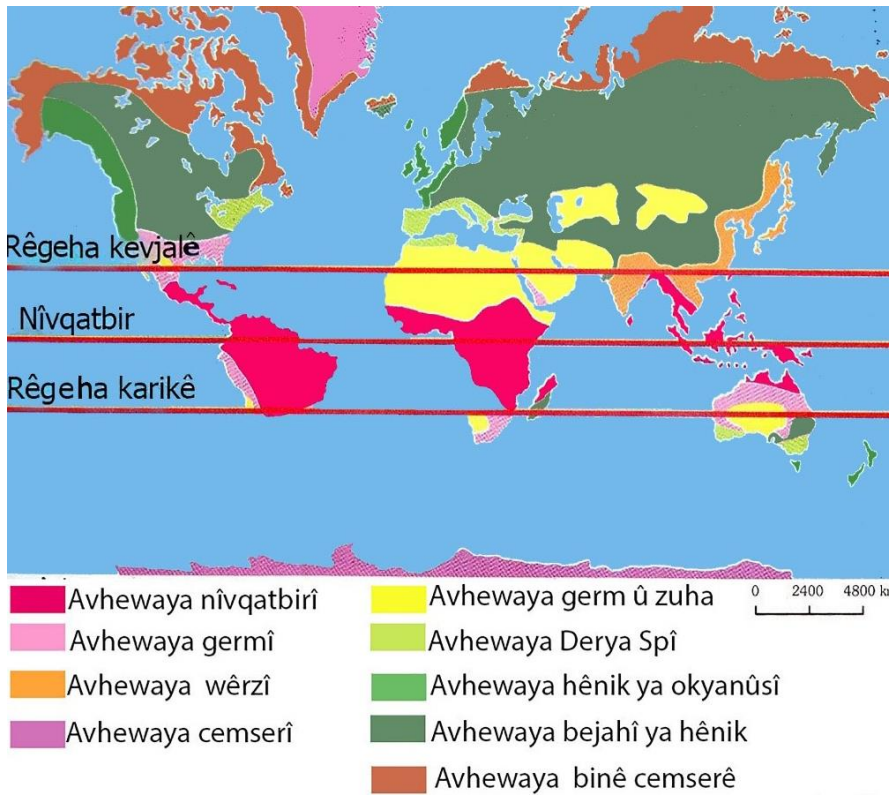 Rêgeha kevjalê
Nîvqatbir
Rêgeha karikê
Avhewaya nîvqatbirî
Avhewaya germî
Avhewaya wêrzî
Avhewaya cemserî
Avhewaya germ û zuha
Avhewaya Derya Spî
Avhewaya hênik ya okyanûsî
Avhewaya bejahî ya hênik
Avhewaya binê cemserê
0 2400 4800